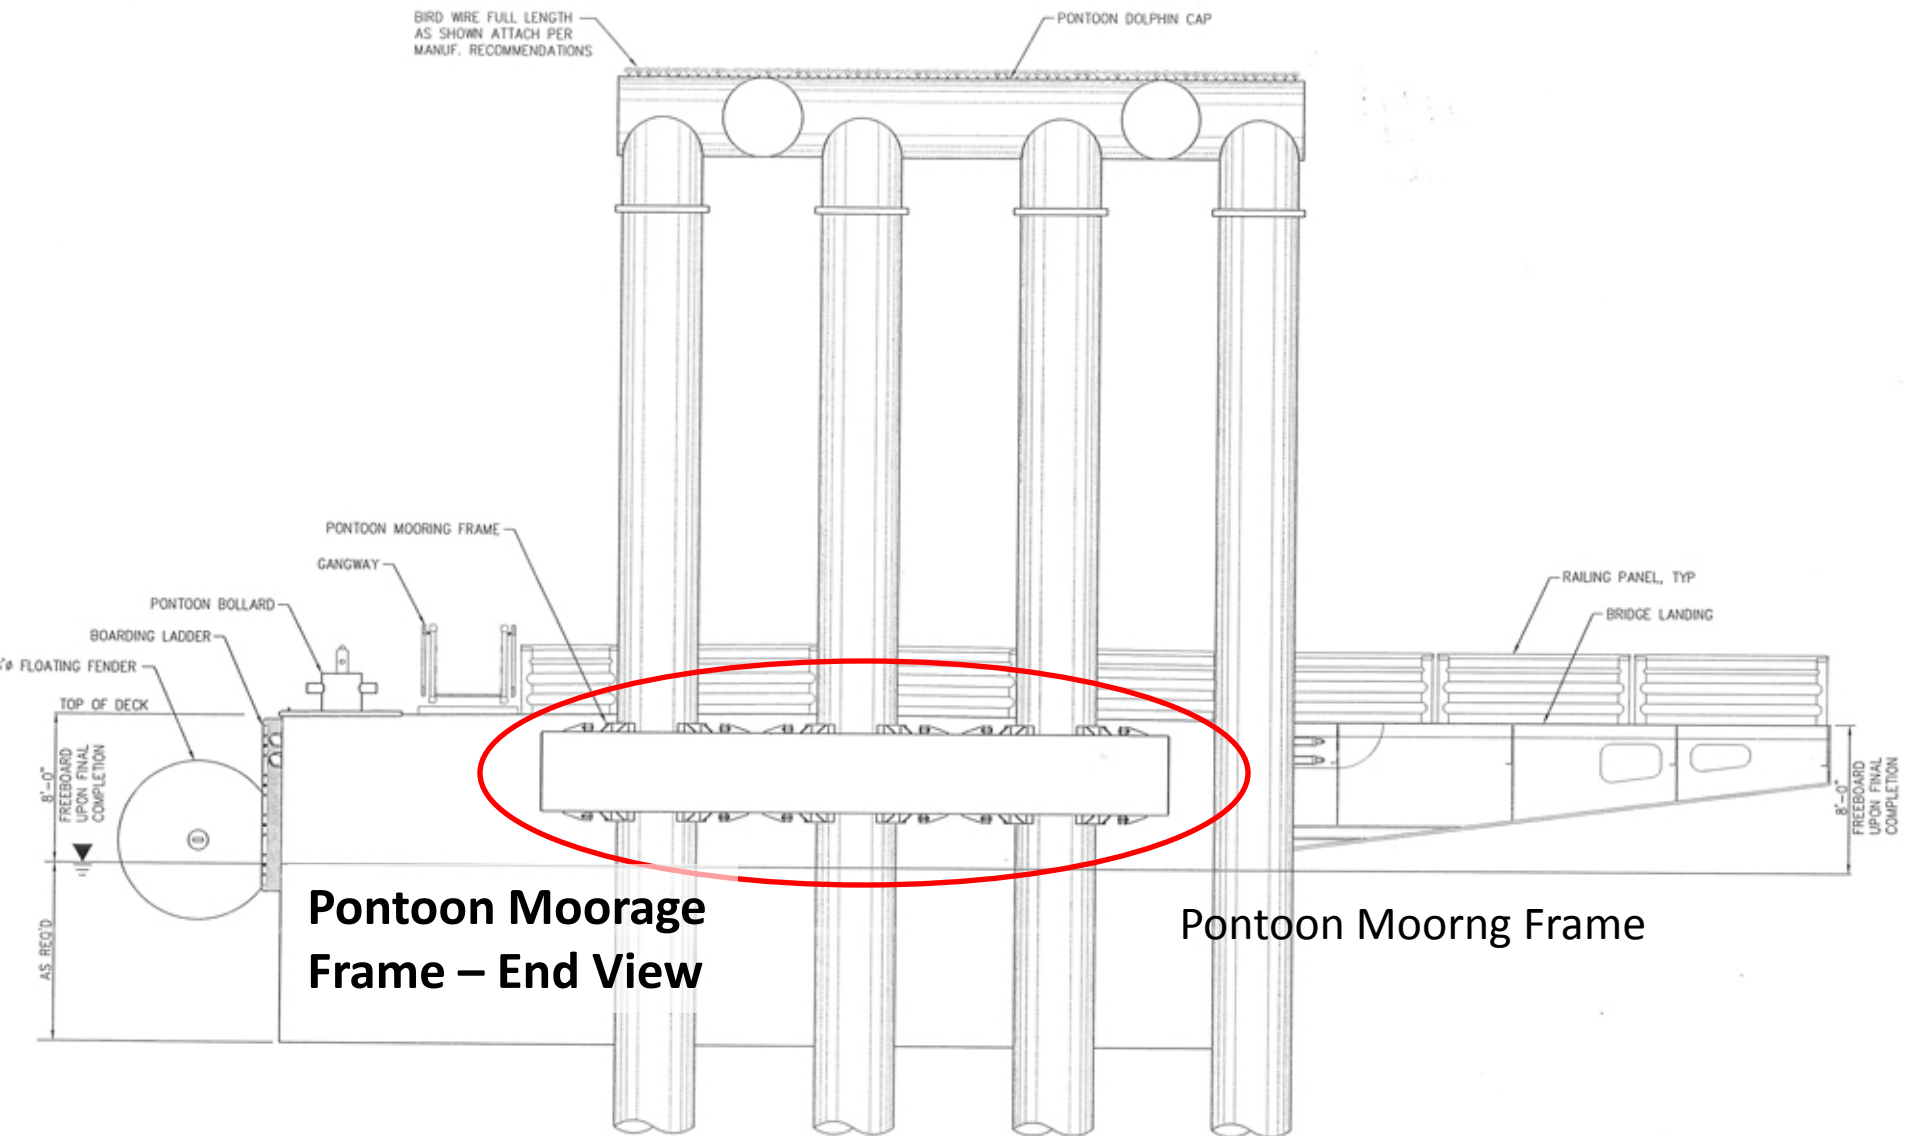 BIRD WIRE FULL LENGTH
AS SHOWN ATTACH PER
MANUF. RECOMMENDATIONS
PONTOON DOLPHIN CAP
PONTOON MOORING FRAME
GANGWAY
PONTOON BOLLARD
BOARDING LADDER
FLOATING FENDER
TOP OF DECK
RAILING PANEL, TYP
BRIDGE LANDING
8'-0"
FREEBOARD
UPON FINAL
COMPLETION
AS REQ'D
8'-0"
FREEBOARD
UPON FINAL
COMPLETION
Pontoon Moorage
Frame – End View
Pontoon Moorng Frame